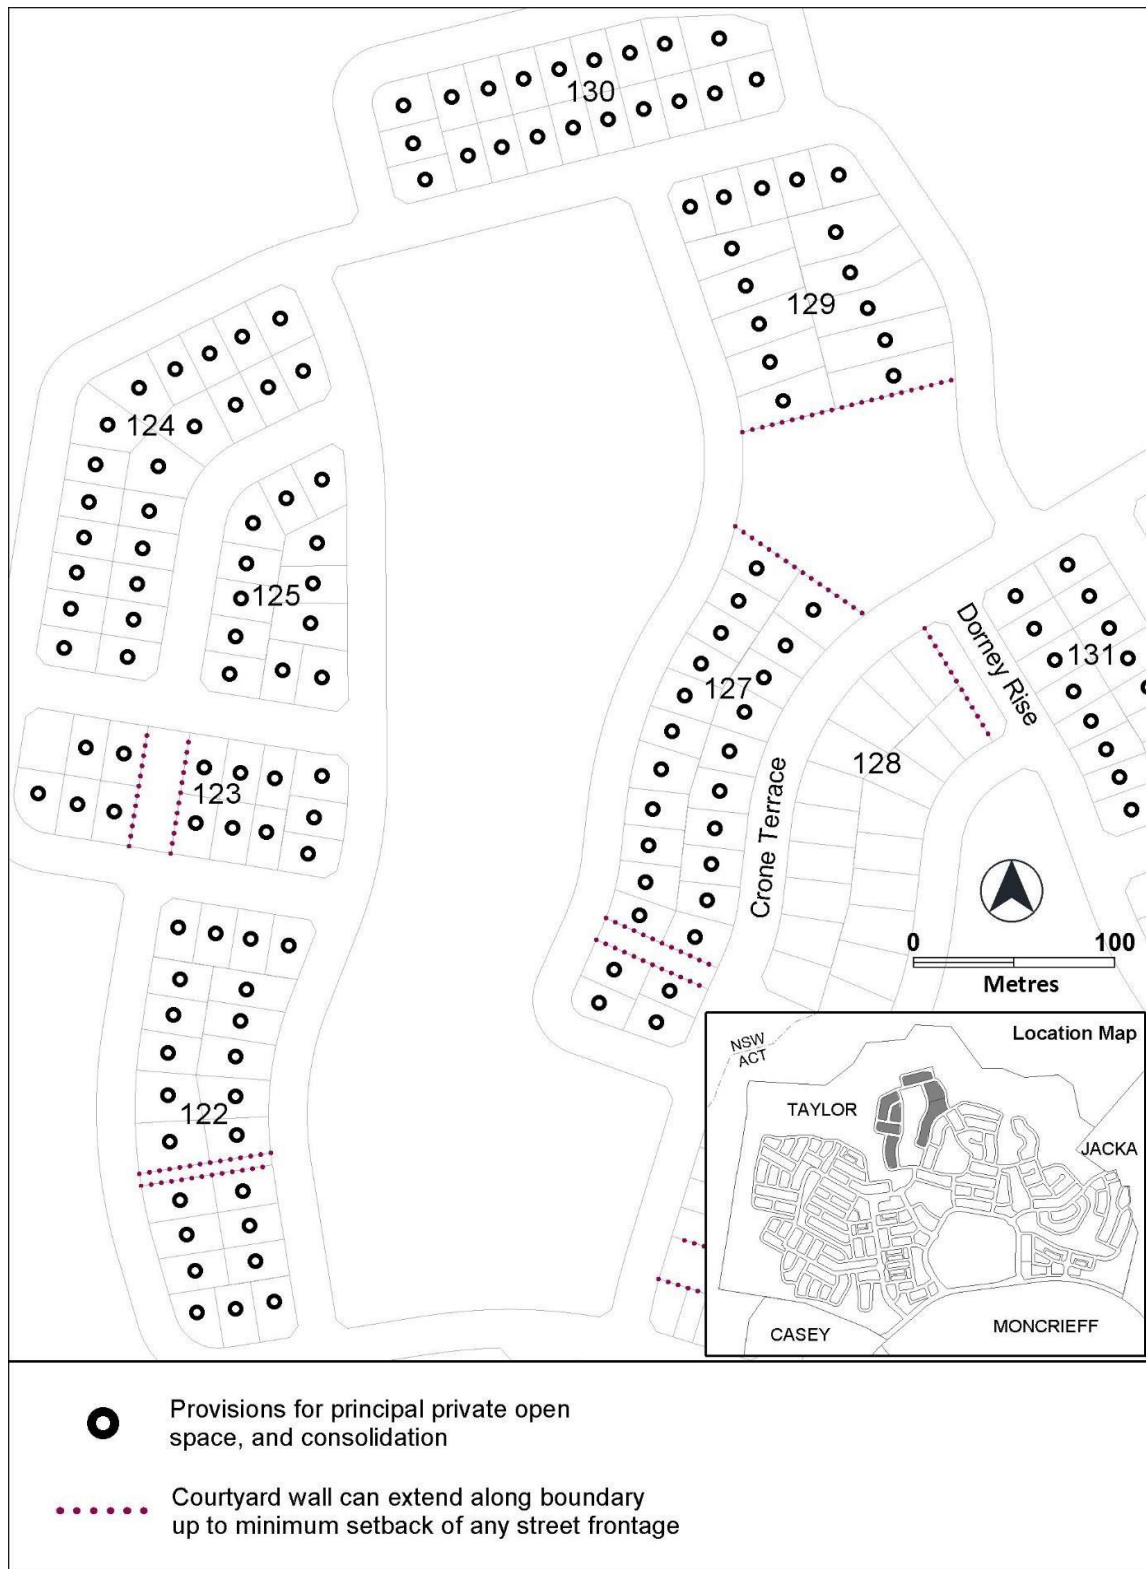 130
129
124
125
Dorney Rise
131
127
128
123
Crone Terrace
0 100
Metres
122
Location Map
NSW
ACT
TAYLOR
JACKA
MONCRIEFF
CASEY
Provisions for principal private open
space, and consolidation
Courtyard wall can extend along boundary
up to minimum setback of any street frontage